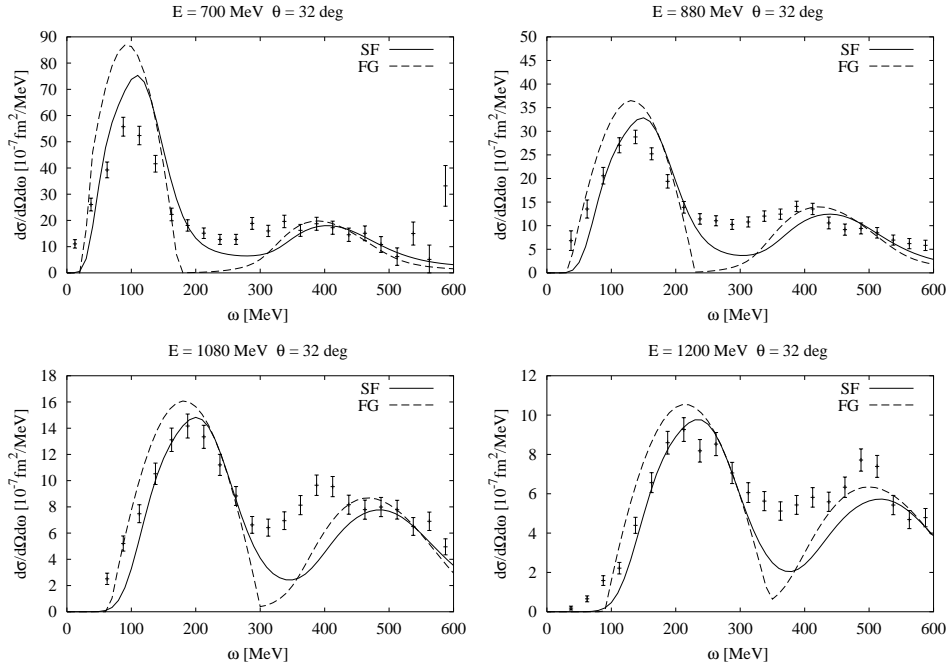 E = 700 MeV θ = 32 deg
dσ/dΩdω [10⁻⁷fm²/MeV]
90
80
70
60
50
40
30
20
10
0
SF
FG
0 100 200 300 400 500 600
ω [MeV]
E = 880 MeV θ = 32 deg
dσ/dΩdω [10⁻⁷fm²/MeV]
50
45
40
35
30
25
20
15
10
5
0
SF
FG
0 100 200 300 400 500 600
ω [MeV]
E = 1080 MeV θ = 32 deg
dσ/dΩdω [10⁻⁷fm²/MeV]
18
16
14
12
10
8
6
4
2
0
SF
FG
0 100 200 300 400 500 600
ω [MeV]
E = 1200 MeV θ = 32 deg
dσ/dΩdω [10⁻⁷fm²/MeV]
12
10
8
6
4
2
0
SF
FG
0 100 200 300 400 500 600
ω [MeV]